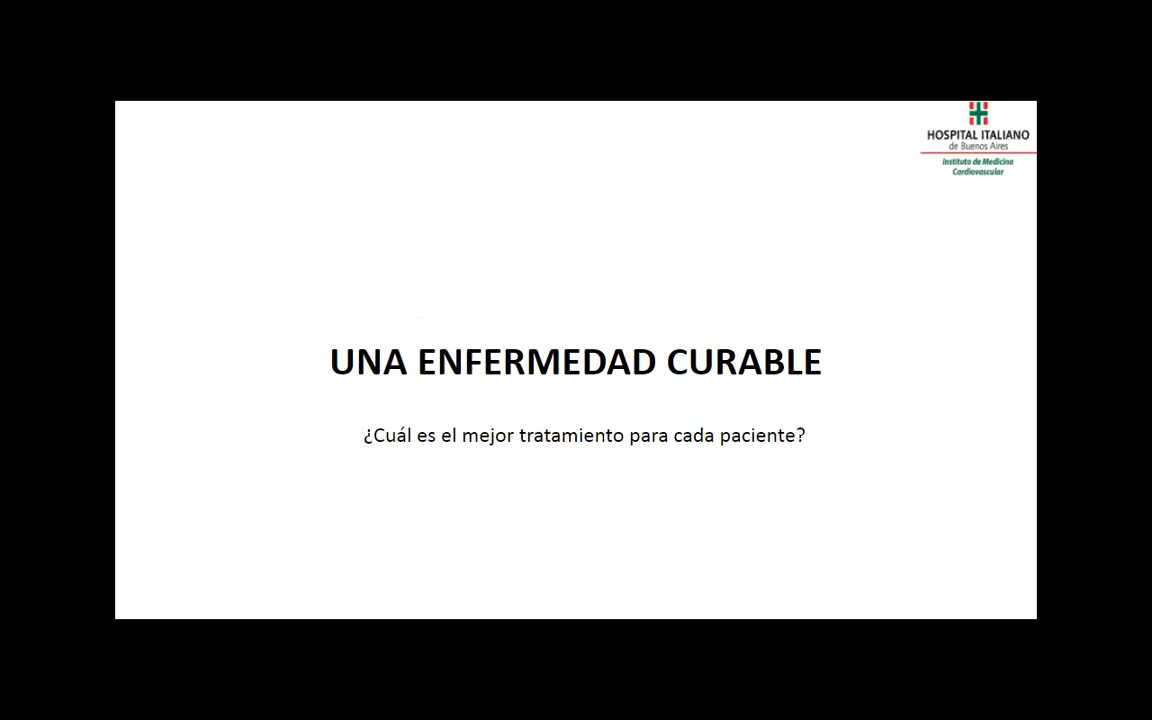 HOSPITAL ITALIANO
de Buenos Aires
Instituto de Medicina
Cardiovascular
UNA ENFERMEDAD CURABLE
¿Cuál es el mejor tratamiento para cada paciente?